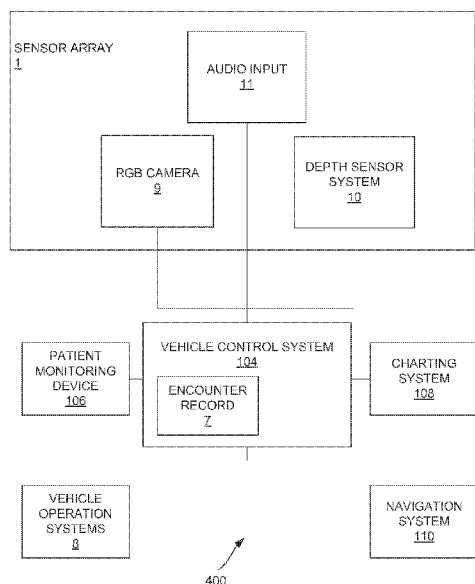 SENSOR ARRAY
1
AUDIO INPUT
11
RGB CAMERA
9
DEPTH SENSOR
SYSTEM
10
PATIENT
MONITORING
DEVICE
106
VEHICLE CONTROL SYSTEM
104
ENCOUNTER
RECORD
7
CHARTING
SYSTEM
108
VEHICLE
OPERATION
SYSTEMS
8
NAVIGATION
SYSTEM
110
400